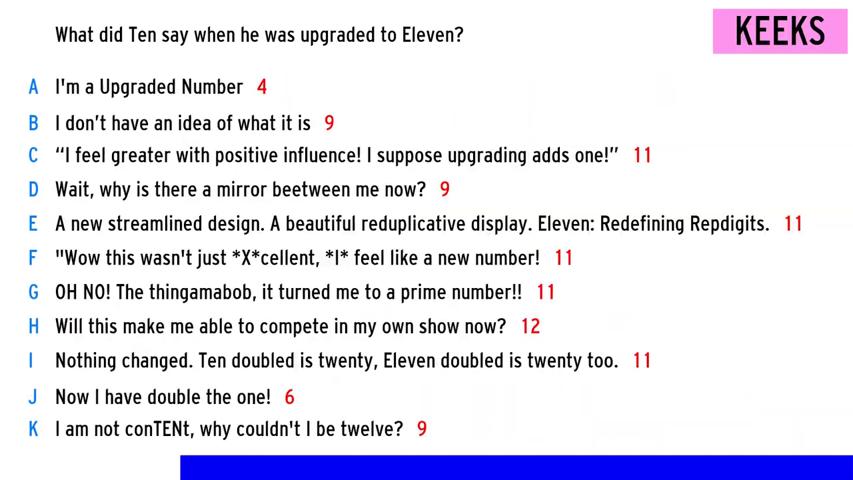 What did Ten say when he was upgraded to Eleven?
KEEKS
A I'm a Upgraded Number 4
B I don’t have an idea of what it is 9
C “I feel greater with positive influence! I suppose upgrading adds one!” 11
D Wait, why is there a mirror beetween me now? 9
E A new streamlined design. A beautiful reduplicative display. Eleven: Redefining Repdigits. 11
F "Wow this wasn't just *X*cellent, *I* feel like a new number! 11
G OH NO! The thingamabob, it turned me to a prime number!! 11
H Will this make me able to compete in my own show now? 12
I Nothing changed. Ten doubled is twenty, Eleven doubled is twenty too. 11
J Now I have double the one! 6
K I am not conTENt, why couldn't I be twelve? 9